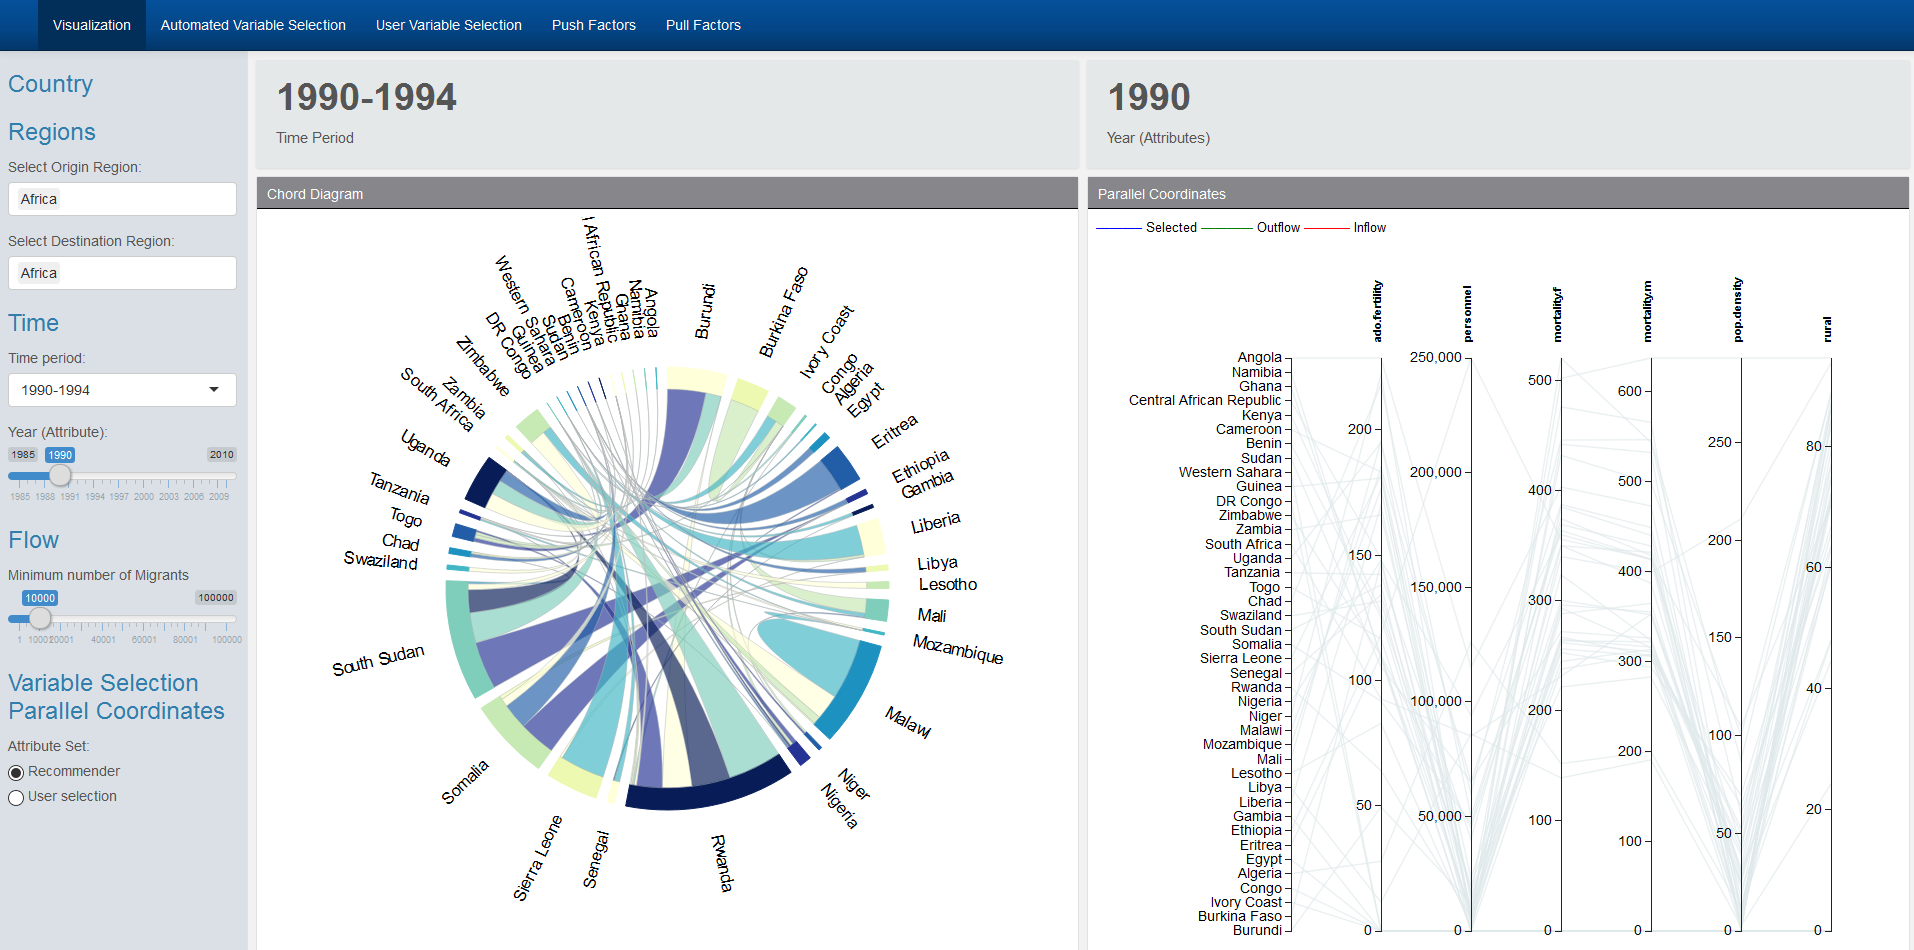 Visualization Automated Variable Selection User Variable Selection Push Factors Pull Factors
Country
Regions
Select Origin Region:
Africa
Select Destination Region:
Africa
Time
Time period:
1990-1994
Year (Attribute):
1985 1990 2010
1985 1988 1991 1994 1997 2000 2003 2006 2009
Flow
Minimum number of Migrants
10000 100000
1 10001 20001 40001 60001 80001 100000
Variable Selection
Parallel Coordinates
Attribute Set:
Recommender
User selection
1990-1994
Time Period
Chord Diagram
Burundi
Burkina Faso
Ivory Coast
Congo
Algeria
Egypt
Eritrea
Ethiopia
Gambia
Liberia
Libya
Lesotho
Mali
Mozambique
Malawi
Niger
Nigeria
Rwanda
Senegal
Sierra Leone
Somalia
South Sudan
Swaziland
Chad
Togo
Tanzania
Uganda
South Africa
Zambia
Zimbabwe
DR Congo
Guinea
Western Sahara
Sudan
Benin
Cameroon
Kenya
African Republic
Ghana
Namibia
Angola
1990
Year (Attributes)
Parallel Coordinates
Selected Outflow Inflow
ado.fertility personnel mortality.f mortality.m pop.density rural
Angola
Namibia
Ghana
Central African Republic
Kenya
Cameroon
Benin
Sudan
Western Sahara
Guinea
DR Congo
Zimbabwe
Zambia
South Africa
Uganda
Tanzania
Togo
Chad
Swaziland
South Sudan
Somalia
Sierra Leone
Senegal
Rwanda
Nigeria
Niger
Malawi
Mozambique
Mali
Lesotho
Libya
Liberia
Gambia
Ethiopia
Eritrea
Egypt
Algeria
Congo
Ivory Coast
Burkina Faso
Burundi
200
150
100
50
0
250,000
200,000
150,000
100,000
50,000
0
500
400
300
200
100
0
600
500
400
300
200
100
0
250
200
150
100
50
0
80
60
40
20
0